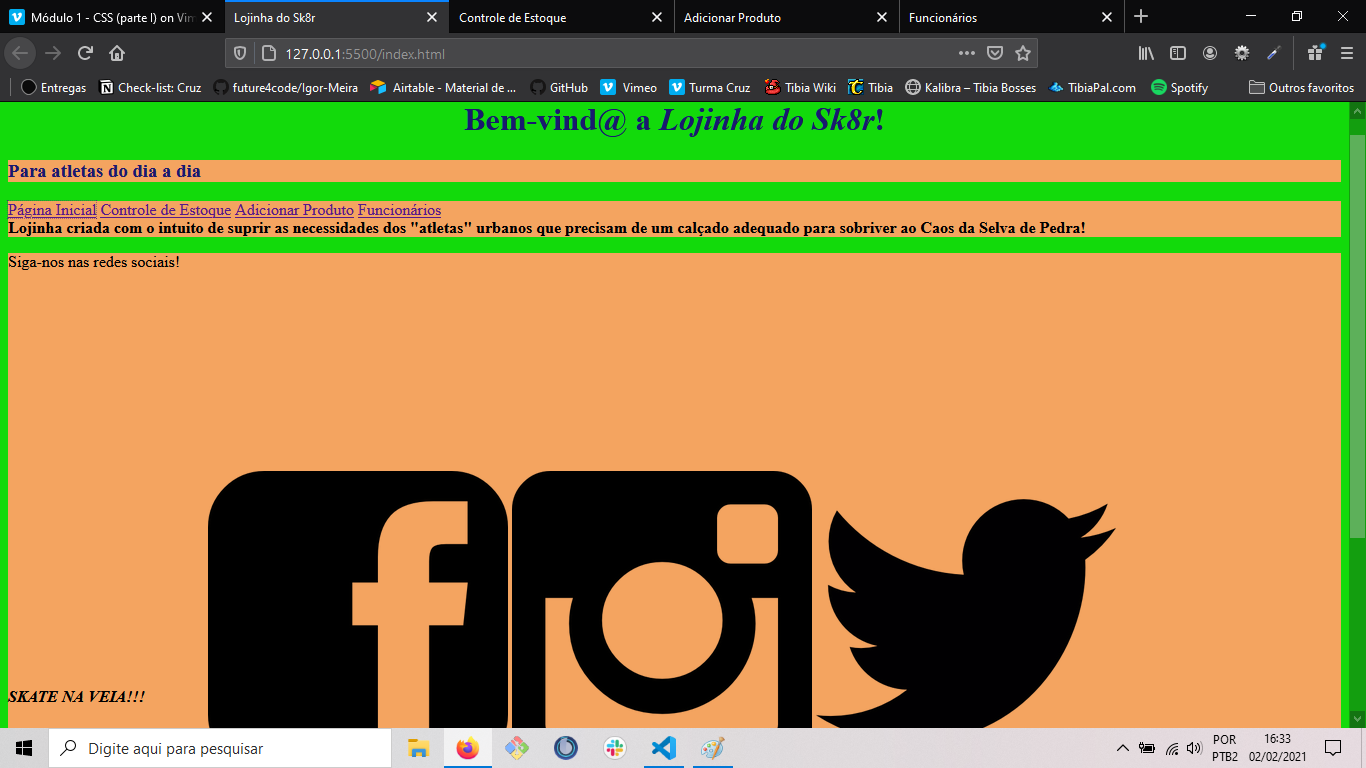 Módulo 1 - CSS (parte I) on Vim
Lojinha do Sk8r
Controle de Estoque
Adicionar Produto
Funcionários
127.0.0.1:5500/index.html
Entregas
Check-list: Cruz
future4code/Igor-Meira
Airtable - Material de ...
GitHub
Vimeo
Turma Cruz
Tibia Wiki
Tibia
Kalibra – Tibia Bosses
TibiaPal.com
Spotify
Outros favoritos
Bem-vind@ a Lojinha do Sk8r!
Para atletas do dia a dia
Página Inicial Controle de Estoque Adicionar Produto Funcionários
Lojinha criada com o intuito de suprir as necessidades dos "atletas" urbanos que precisam de um calçado adequado para sobriver ao Caos da Selva de Pedra!
Siga-nos nas redes sociais!
SKATE NA VEIA!!!
Digite aqui para pesquisar
POR
PTB2
16:33
02/02/2021